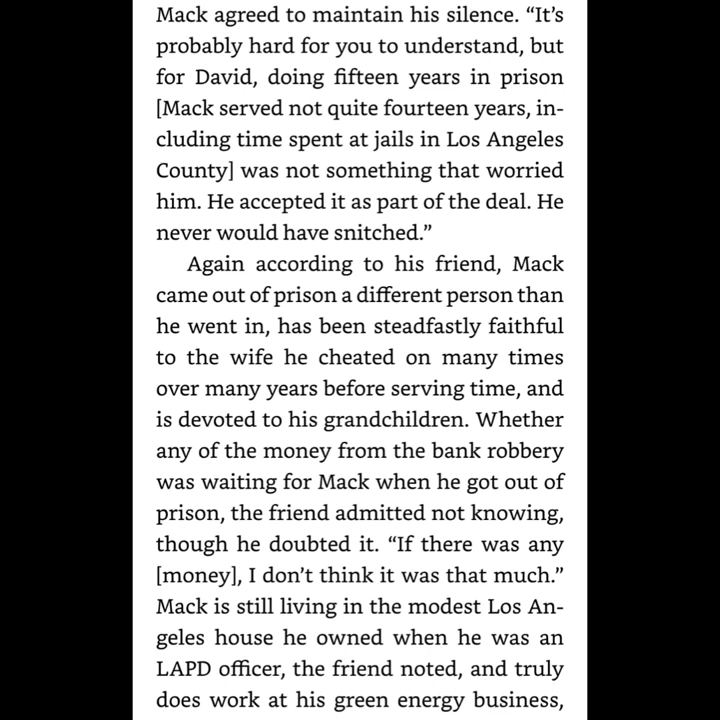 Mack agreed to maintain his silence. “It’s
probably hard for you to understand, but
for David, doing fifteen years in prison
[Mack served not quite fourteen years, in-
cluding time spent at jails in Los Angeles
County] was not something that worried
him. He accepted it as part of the deal. He
never would have snitched.”
Again according to his friend, Mack
came out of prison a different person than
he went in, has been steadfastly faithful
to the wife he cheated on many times
over many years before serving time, and
is devoted to his grandchildren. Whether
any of the money from the bank robbery
was waiting for Mack when he got out of
prison, the friend admitted not knowing,
though he doubted it. “If there was any
[money], I don’t think it was that much.”
Mack is still living in the modest Los An-
geles house he owned when he was an
LAPD officer, the friend noted, and truly
does work at his green energy business,